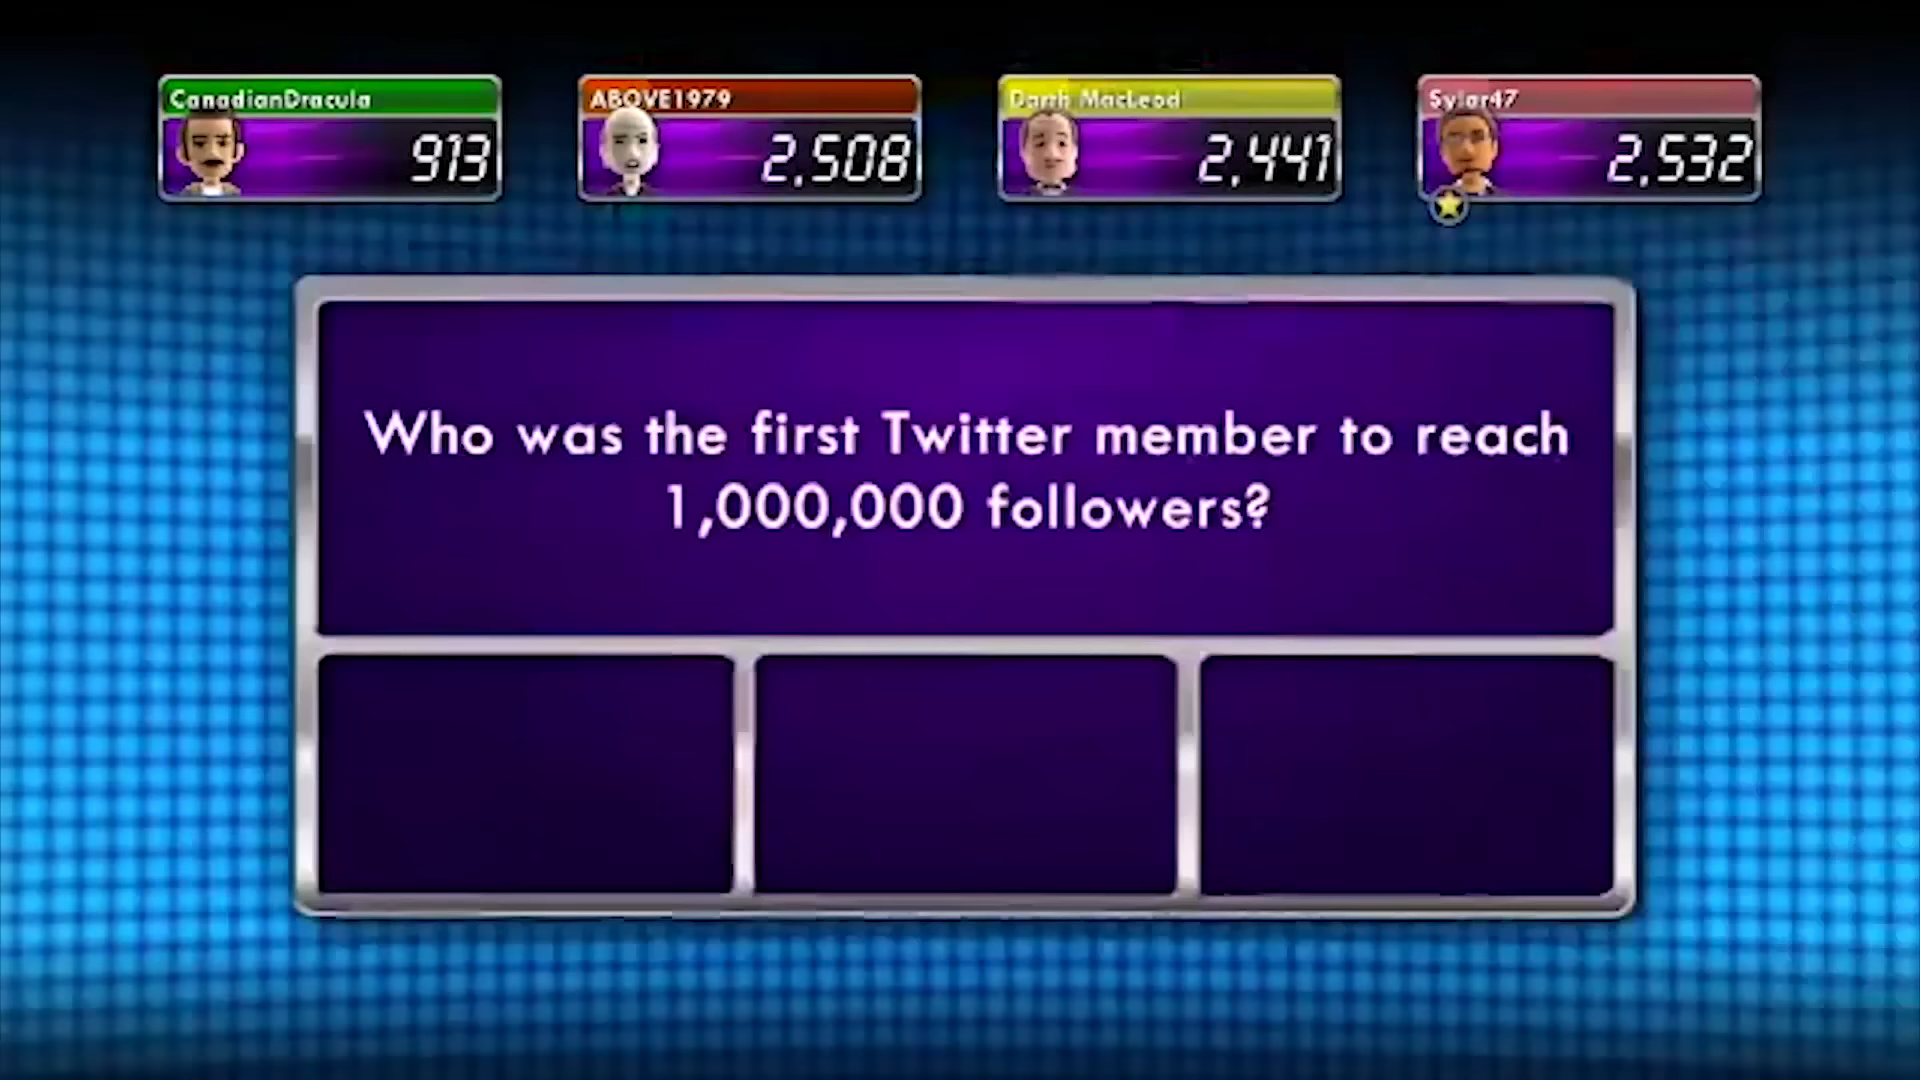 CanadianDracula
ABOVE1979
Darth MacLeod
Sylar47
913
2,508
2,441
2,532
Who was the first Twitter member to reach
1,000,000 followers?